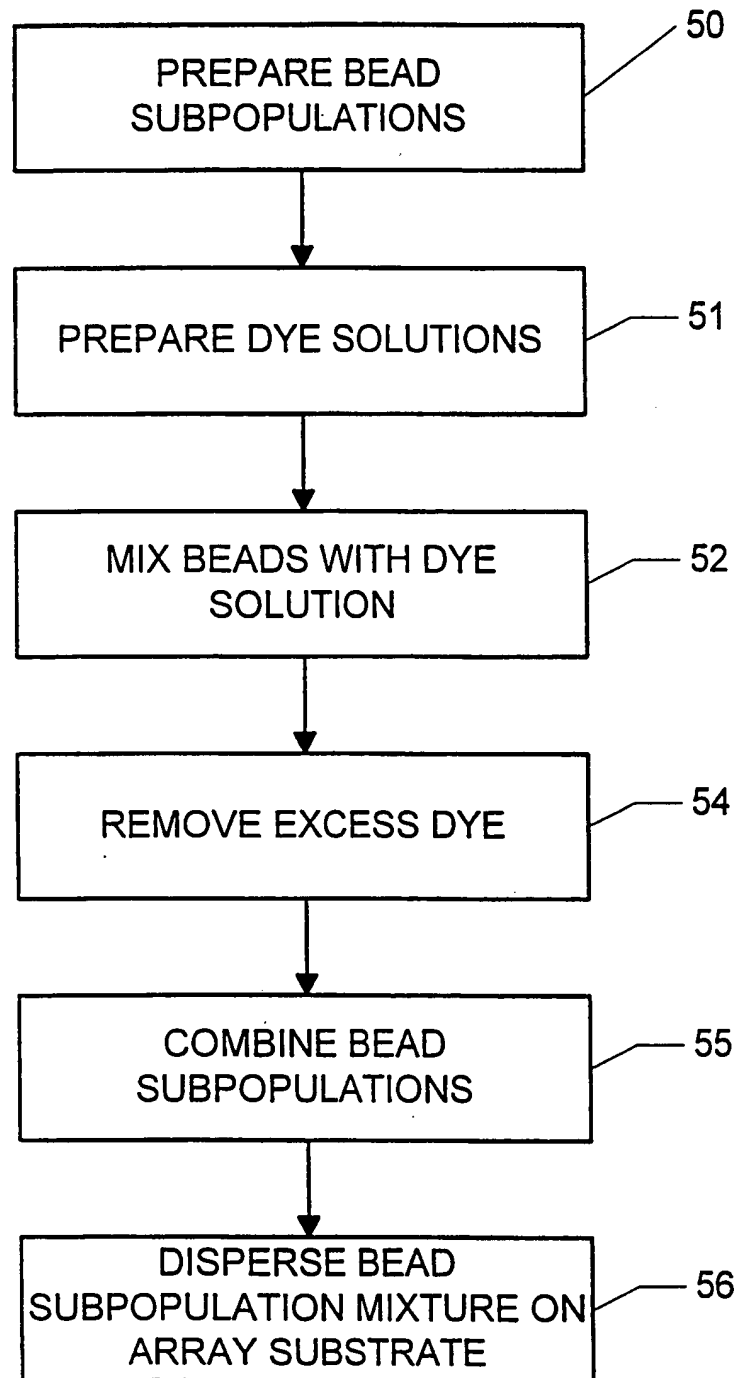 50
PREPARE BEAD
SUBPOPULATIONS
51
PREPARE DYE SOLUTIONS
52
MIX BEADS WITH DYE
SOLUTION
54
REMOVE EXCESS DYE
55
COMBINE BEAD
SUBPOPULATIONS
56
DISPERSE BEAD
SUBPOPULATION MIXTURE ON
ARRAY SUBSTRATE